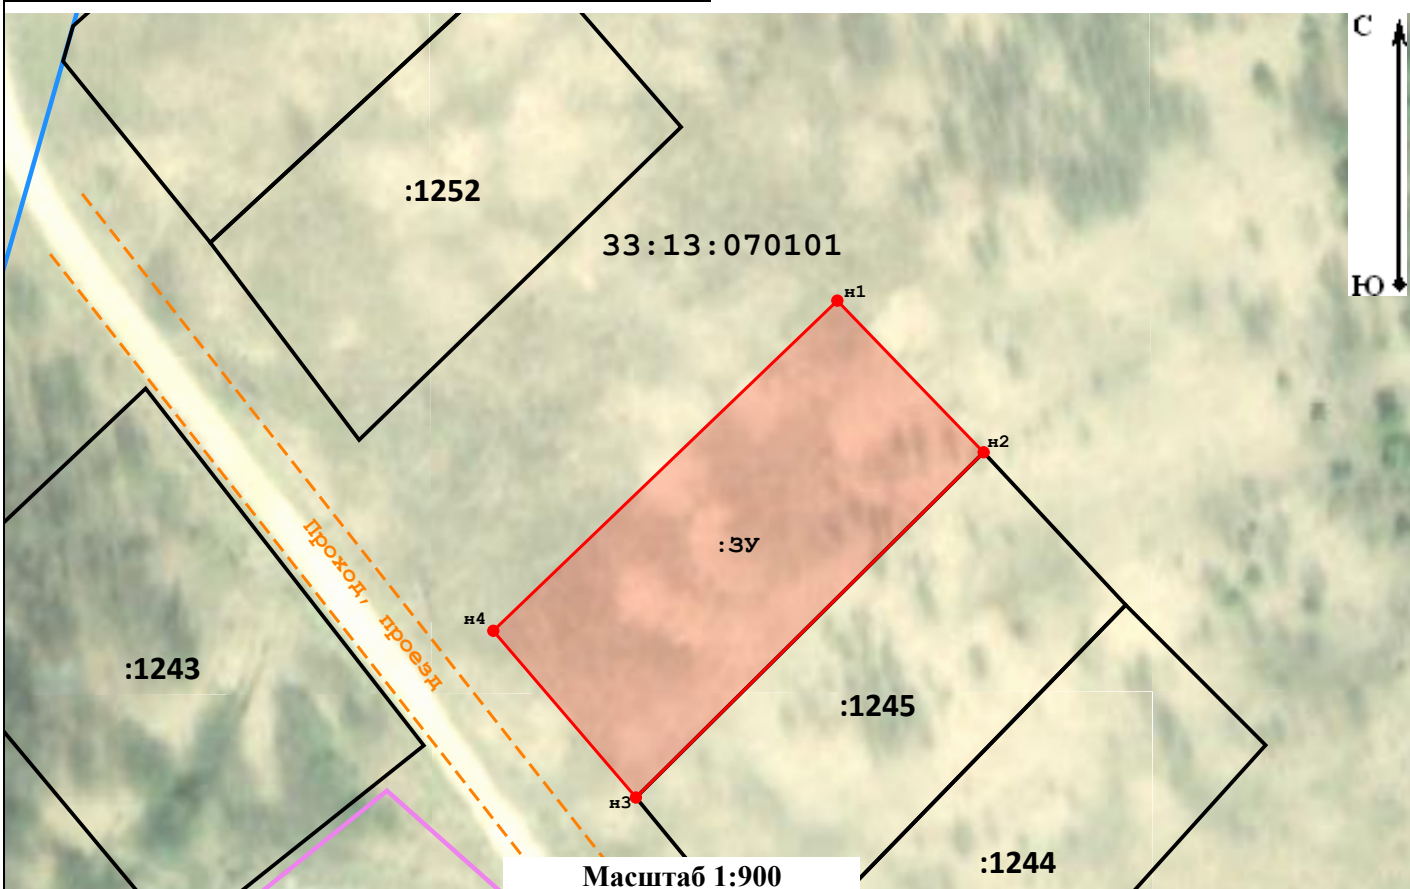 С
:1252
33:13:070101
Ю
н1
н2
:ЗУ
Проход, проезд
н4
:1243
:1245
н3
:1244
Масштаб 1:900